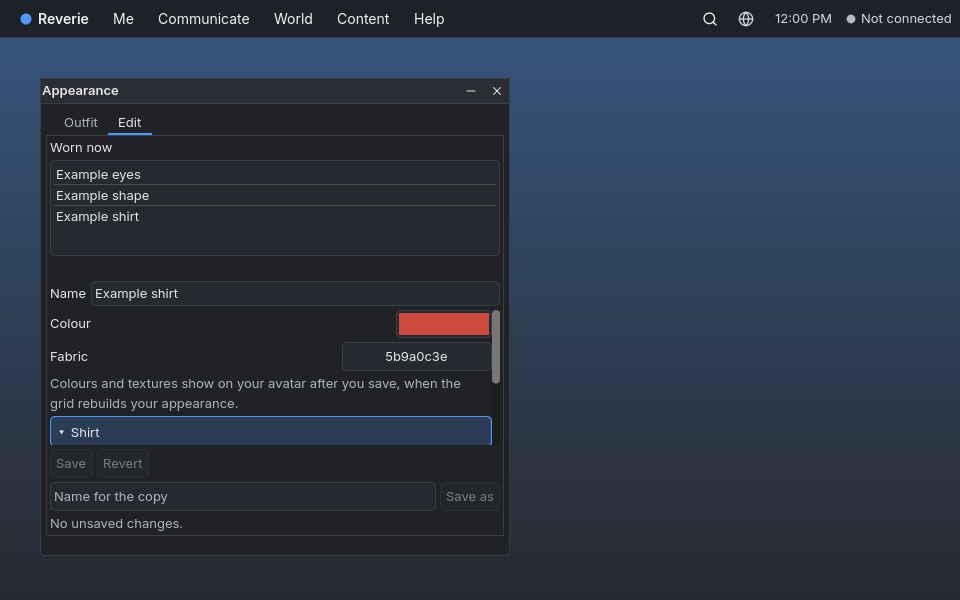 Reverie Me Communicate World Content Help 12:00 PM Not connected
Appearance
Outfit Edit
Worn now
Example eyes
Example shape
Example shirt
Name Example shirt
Colour
Fabric 5b9a0c3e
Colours and textures show on your avatar after you save, when the
grid rebuilds your appearance.
Shirt
Save Revert
Name for the copy Save as
No unsaved changes.